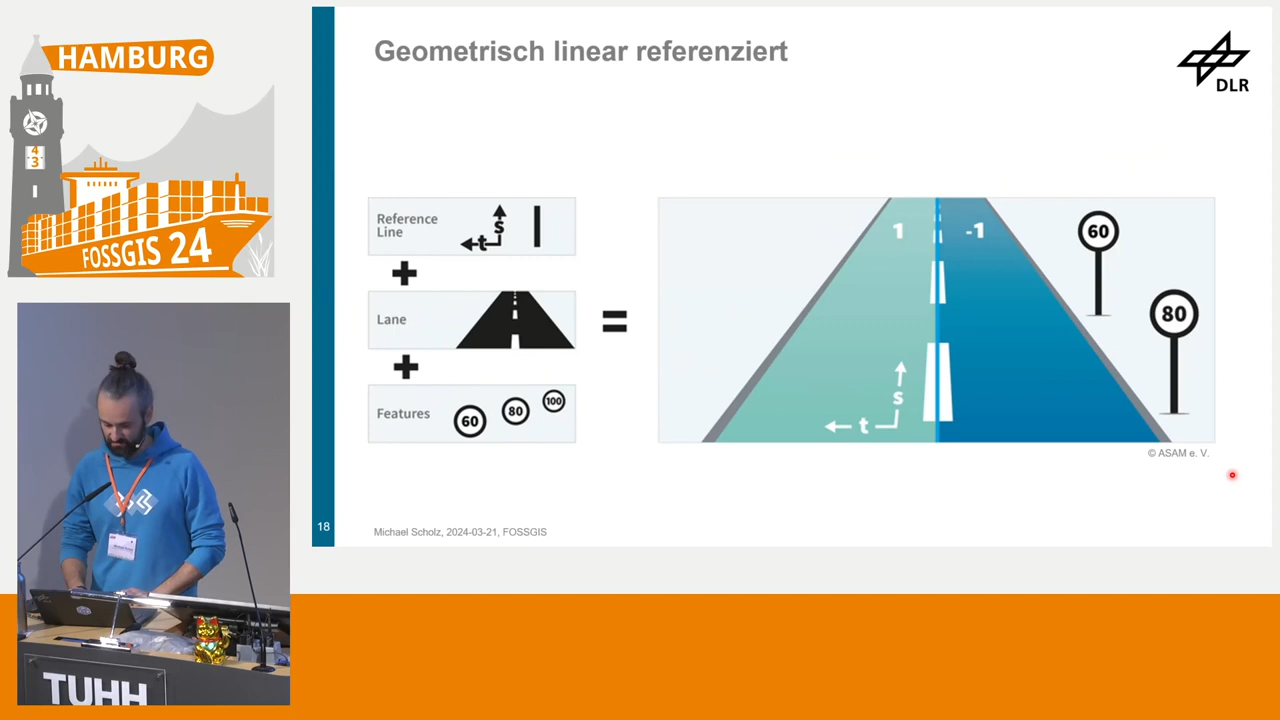 HAMBURG
4
3
FOSSGIS 24
TUHH
Geometrisch linear referenziert
DLR
Reference
Line
s
t
+
Lane
+
Features
60
80
100
=
1
-1
60
80
s
t
© ASAM e. V.
18
Michael Scholz, 2024-03-21, FOSSGIS